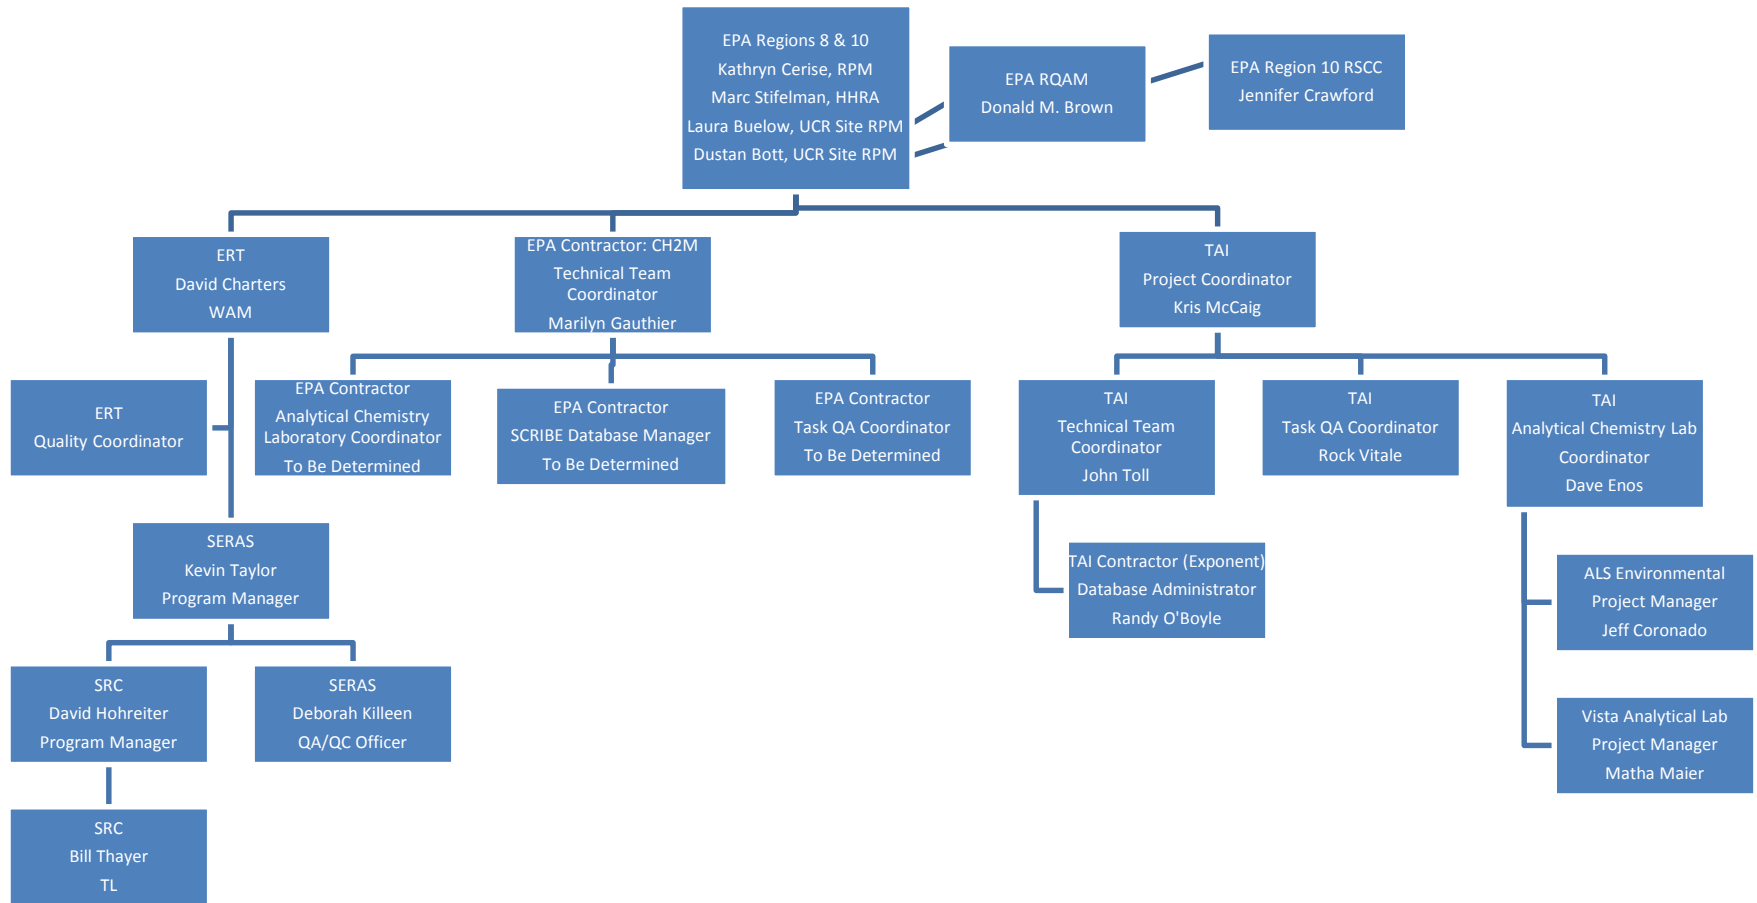 EPA Regions 8 & 10
Kathryn Cerise, RPM
Marc Stifelman, HHRA
Laura Buelow, UCR Site RPM
Dustan Bott, UCR Site RPM
EPA RQAM
Donald M. Brown
EPA Region 10 RSCC
Jennifer Crawford
ERT
David Charters
WAM
EPA Contractor: CH2M
Technical Team
Coordinator
Marilyn Gauthier
TAI
Project Coordinator
Kris McCaig
ERT
Quality Coordinator
EPA Contractor
Analytical Chemistry
Laboratory Coordinator
To Be Determined
EPA Contractor
SCRIBE Database Manager
To Be Determined
EPA Contractor
Task QA Coordinator
To Be Determined
TAI
Technical Team
Coordinator
John Toll
TAI
Task QA Coordinator
Rock Vitale
TAI
Analytical Chemistry Lab
Coordinator
Dave Enos
SERAS
Kevin Taylor
Program Manager
TAI Contractor (Exponent)
Database Administrator
Randy O'Boyle
ALS Environmental
Project Manager
Jeff Coronado
SRC
David Hohreiter
Program Manager
SERAS
Deborah Killeen
QA/QC Officer
Vista Analytical Lab
Project Manager
Matha Maier
SRC
Bill Thayer
TL